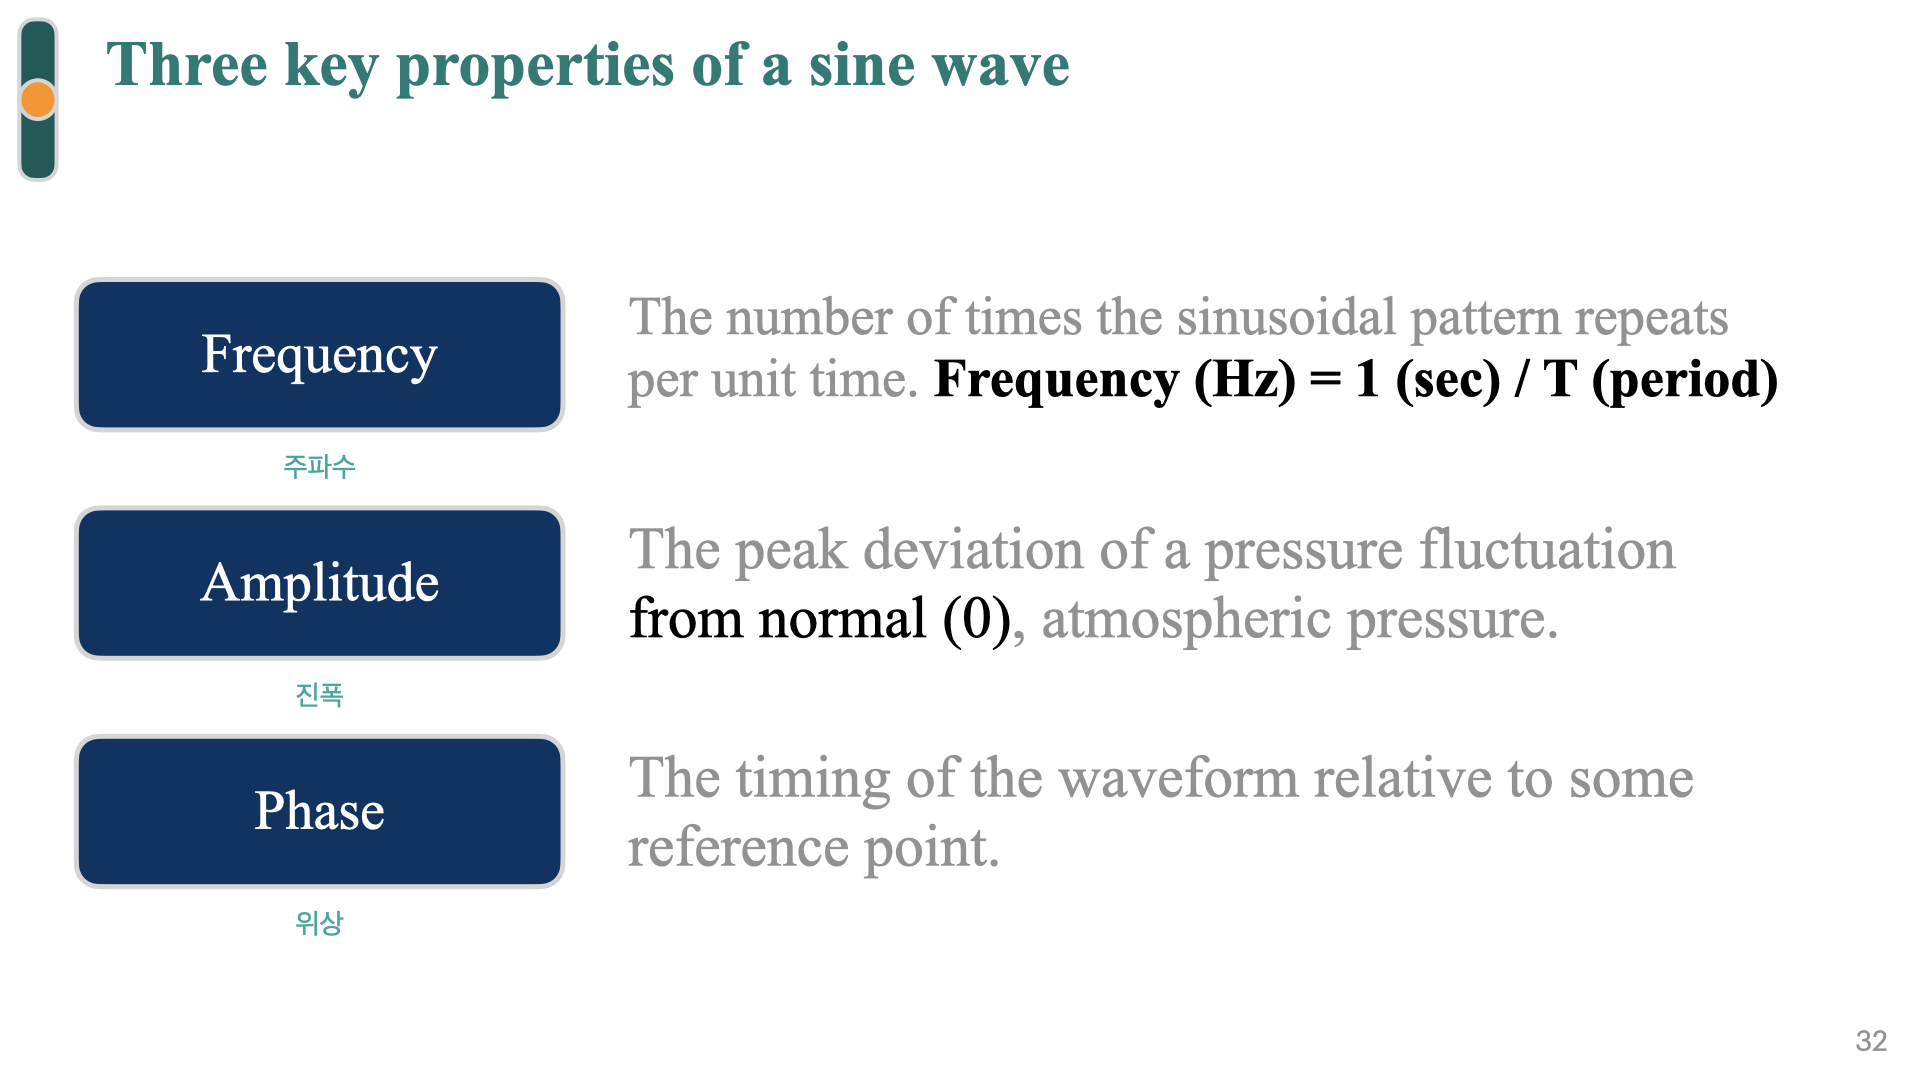 Three key properties of a sine wave
Frequency
The number of times the sinusoidal pattern repeats
per unit time. Frequency (Hz) = 1 (sec) / T (period)
주파수
Amplitude
The peak deviation of a pressure fluctuation
from normal (0), atmospheric pressure.
진폭
Phase
The timing of the waveform relative to some
reference point.
위상
32